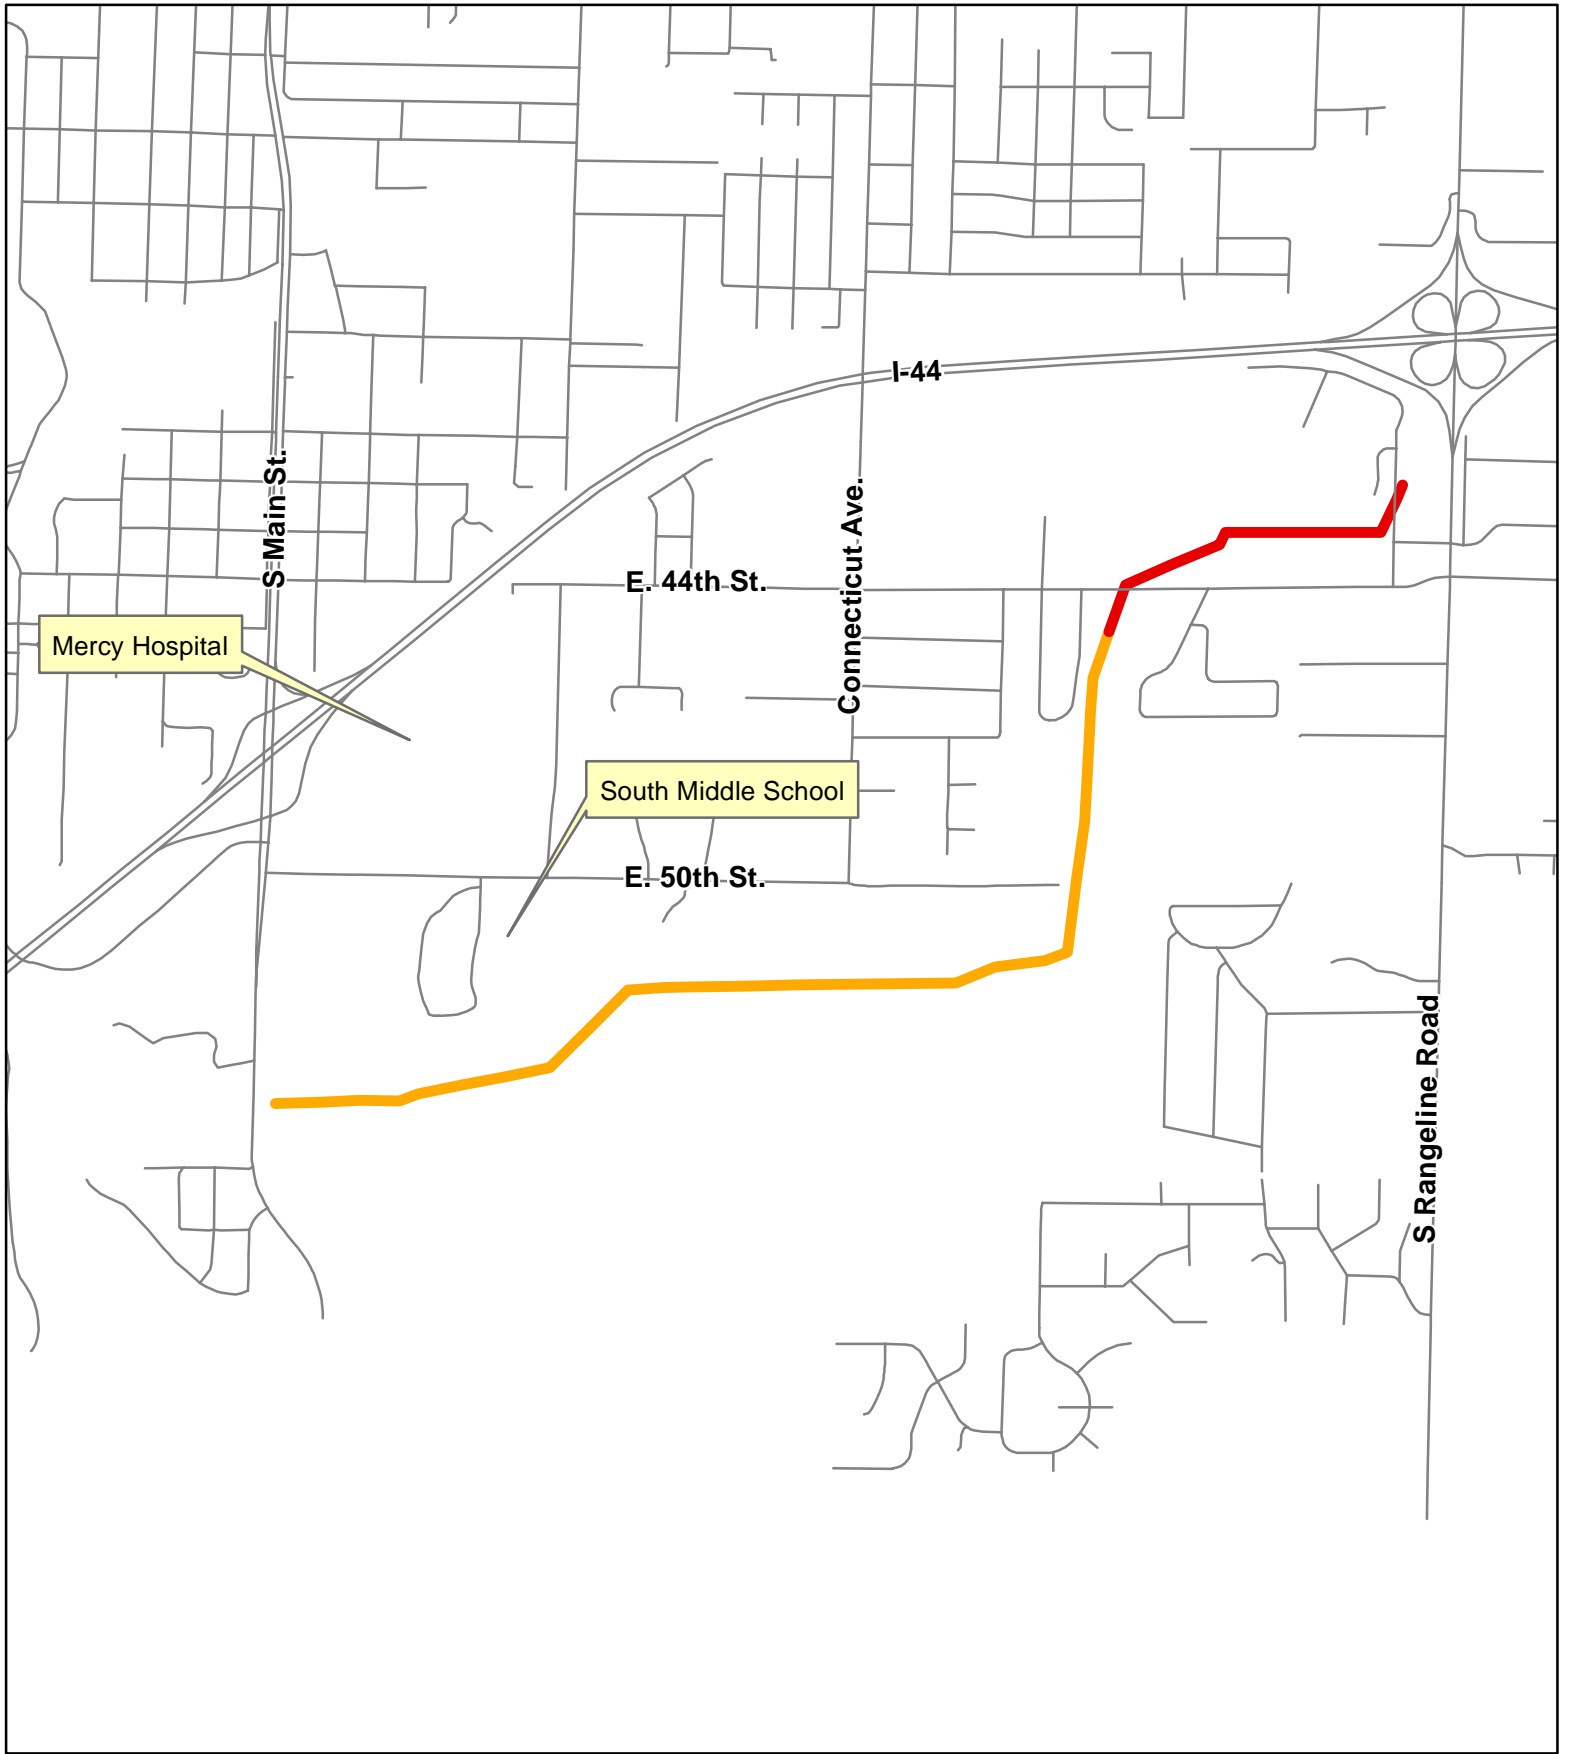 I-44
S Main St.
Connecticut Ave.
E. 44th St.
Mercy Hospital
South Middle School
E. 50th St.
S Rangeline Road